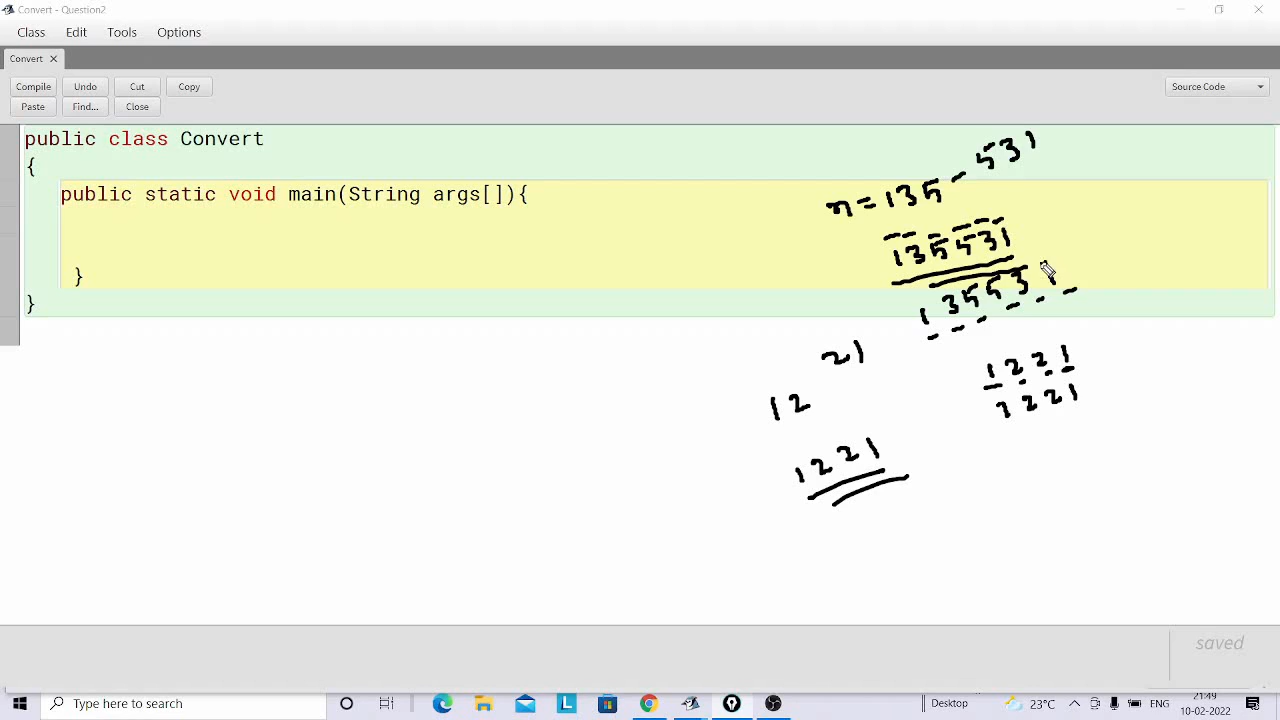 Convert - Question2
Class Edit Tools Options
Convert ×
Compile Undo Cut Copy
Paste Find... Close
Source Code
public class Convert
{
public static void main(String args[]){
}
}
n=135 - 531
135531
135531
21
12
1221
1221
1221
saved
Type here to search
L
Desktop
23°C
ENG
21:49
10-02-2022